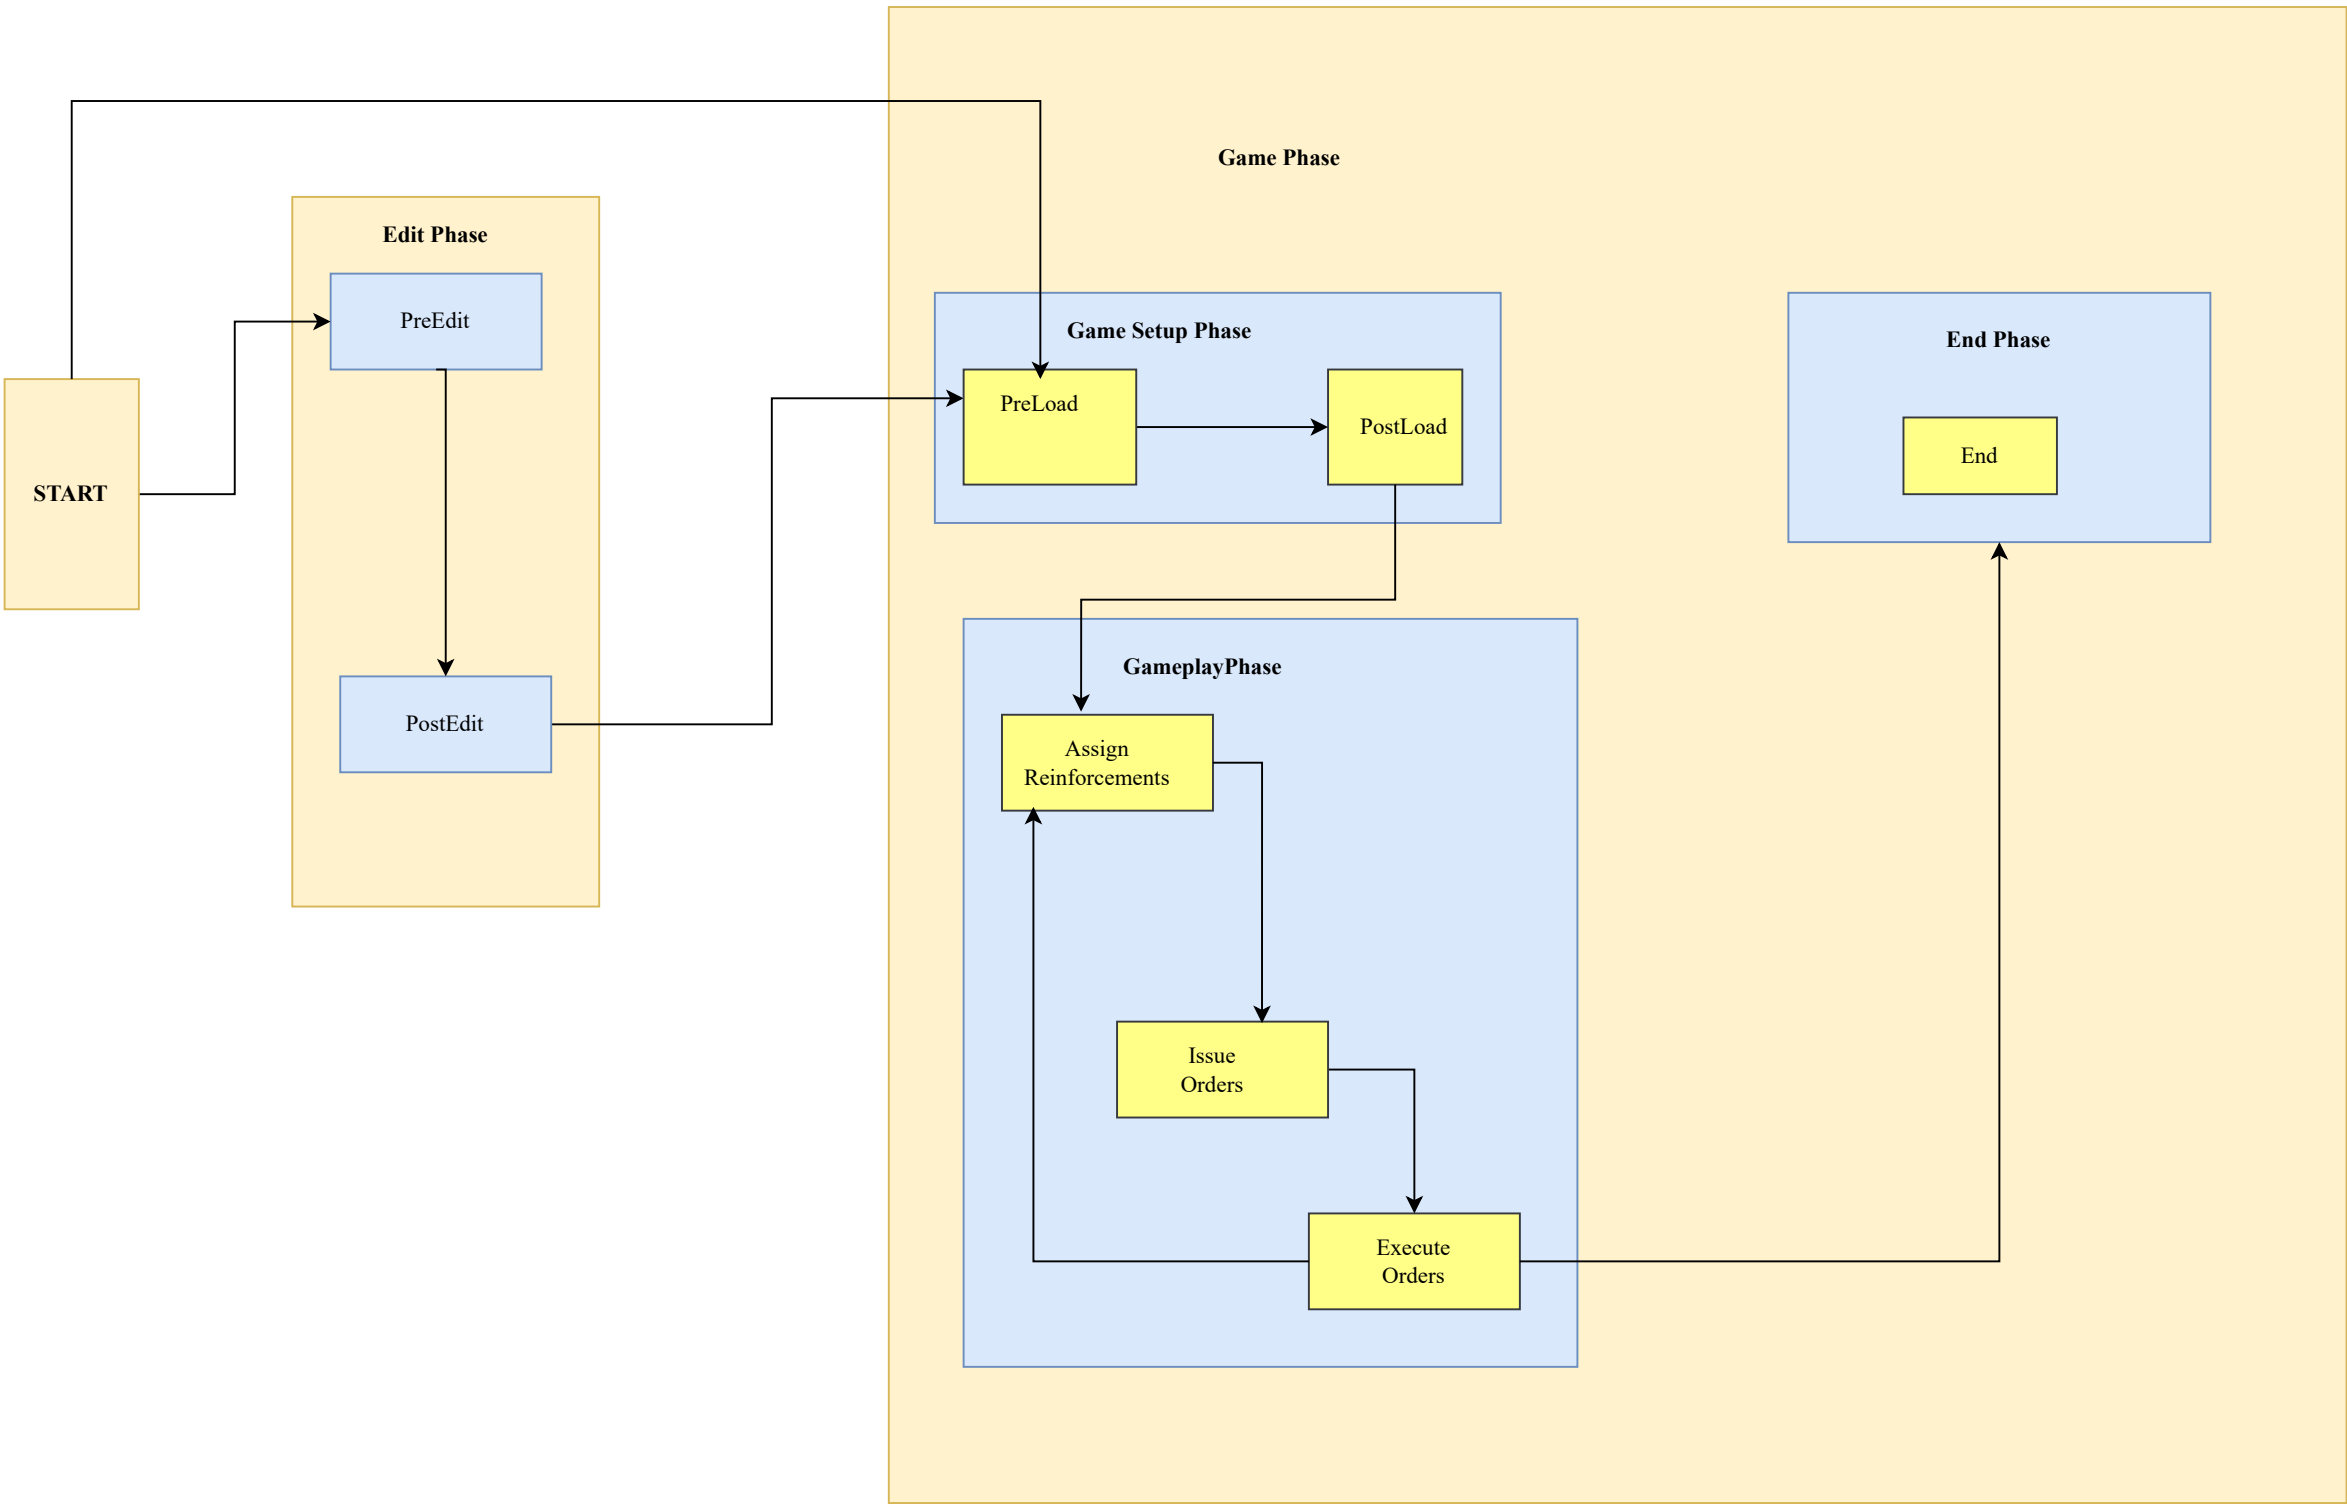 Game Phase
Edit Phase
PreEdit
START
PostEdit
Game Setup Phase
PreLoad
PostLoad
End Phase
End
GameplayPhase
Assign
Reinforcements
Issue
Orders
Execute
Orders